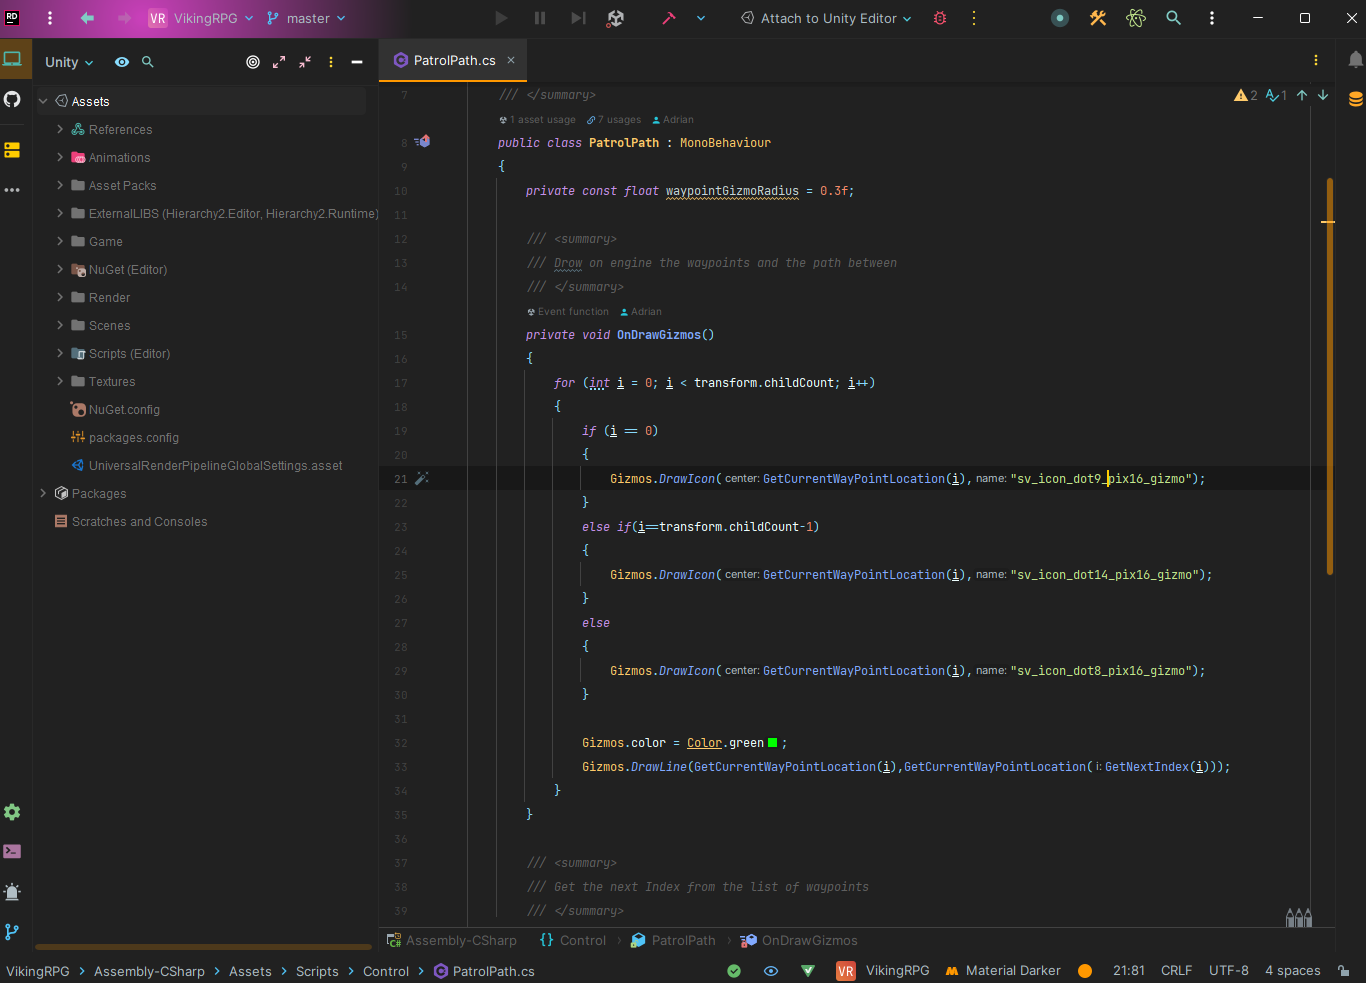 RD VR VikingRPG master Attach to Unity Editor
Unity
PatrolPath.cs
Assets
References
Animations
Asset Packs
ExternalLIBS (Hierarchy2.Editor, Hierarchy2.Runtime)
Game
NuGet (Editor)
Render
Scenes
Scripts (Editor)
Textures
NuGet.config
packages.config
UniversalRenderPipelineGlobalSettings.asset
Packages
Scratches and Consoles
2 1
7 /// </summary>
1 asset usage 7 usages Adrian
8 public class PatrolPath : MonoBehaviour
9 {
10 private const float waypointGizmoRadius = 0.3f;
11
12 /// <summary>
13 /// Drow on engine the waypoints and the path between
14 /// </summary>
Event function Adrian
15 private void OnDrawGizmos()
16 {
17 for (int i = 0; i < transform.childCount; i++)
18 {
19 if (i == 0)
20 {
21 Gizmos.DrawIcon( center: GetCurrentWayPointLocation(i), name: "sv_icon_dot9_pix16_gizmo");
22 }
23 else if(i==transform.childCount-1)
24 {
25 Gizmos.DrawIcon( center: GetCurrentWayPointLocation(i), name: "sv_icon_dot14_pix16_gizmo");
26 }
27 else
28 {
29 Gizmos.DrawIcon( center: GetCurrentWayPointLocation(i), name: "sv_icon_dot8_pix16_gizmo");
30 }
31
32 Gizmos.color = Color.green ;
33 Gizmos.DrawLine(GetCurrentWayPointLocation(i),GetCurrentWayPointLocation( i: GetNextIndex(i)));
34 }
35 }
36
37 /// <summary>
38 /// Get the next Index from the list of waypoints
39 /// </summary>
C# Assembly-CSharp {} Control PatrolPath OnDrawGizmos
VikingRPG Assembly-CSharp Assets Scripts Control PatrolPath.cs VR VikingRPG Material Darker 21:81 CRLF UTF-8 4 spaces